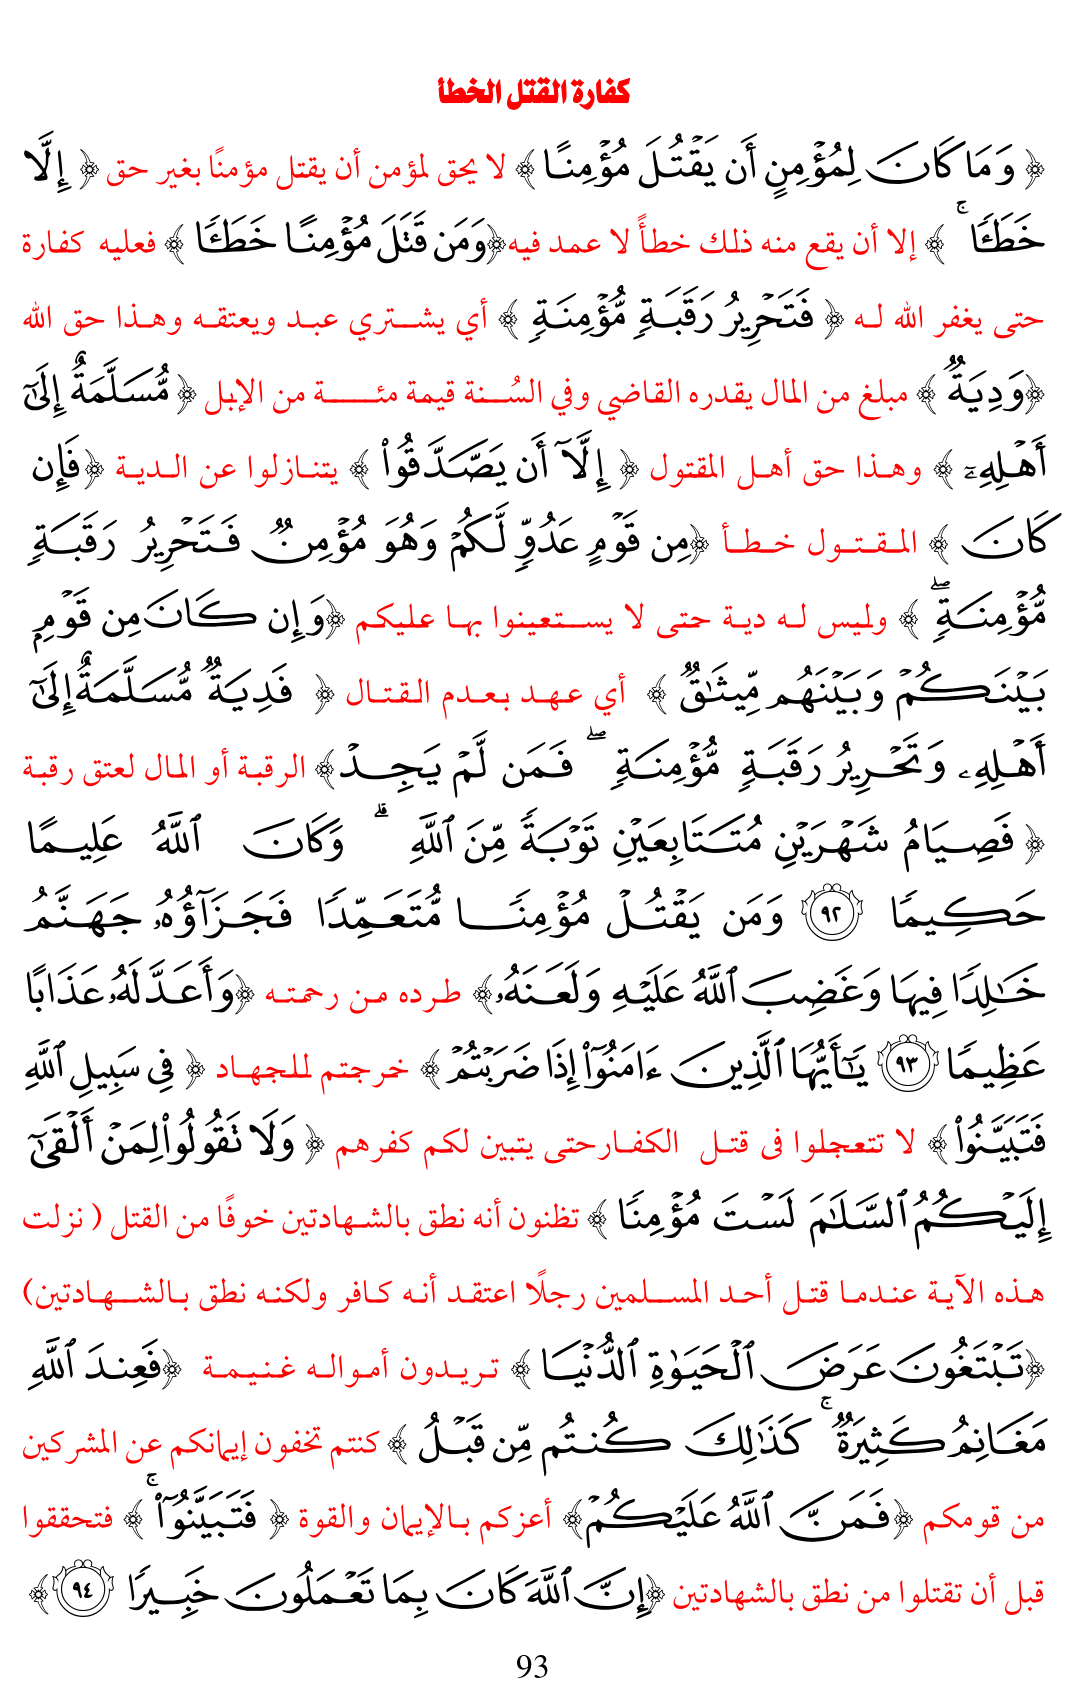 كفارة القتل الخطأ
﴿ وَمَا كَانَ لِمُؤْمِنٍ أَن يَقْتُلَ مُؤْمِنًا ﴾ لا يحق لمؤمن أن يقتل مؤمنًا بغير حق ﴿ إِلَّا
خَطَـًٔا ۚ ﴾ إلا أن يقع منه ذلك خطأً لا عمد فيه ﴿وَمَن قَتَلَ مُؤْمِنًا خَطَـًٔا ﴾ فعليه كفارة
حتى يغفر الله له ﴿ فَتَحْرِيرُ رَقَبَةٍ مُّؤْمِنَةٍ ﴾ أي يشتري عبد ويعتقه وهذا حق الله
﴿وَدِيَةٌ ﴾ مبلغ من المال يقدره القاضي وفي السُنة قيمة مئة من الإبل ﴿ مُّسَلَّمَةٌ إِلَىٰٓ
أَهْلِهِۦٓ ﴾ وهذا حق أهل المقتول ﴿ إِلَّآ أَن يَصَّدَّقُوا۟ ﴾ يتنازلوا عن الدية ﴿فَإِن
كَانَ ﴾ المقتول خطأ ﴿مِن قَوْمٍ عَدُوٍّ لَّكُمْ وَهُوَ مُؤْمِنٌ فَتَحْرِيرُ رَقَبَةٍ
مُّؤْمِنَةٍ ۖ ﴾ وليس له دية حتى لا يستعينوا بها عليكم ﴿وَإِن كَانَ مِن قَوْمٍ
بَيْنَكُمْ وَبَيْنَهُم مِّيثَـٰقٌ ﴾ أي عهد بعدم القتال ﴿ فَدِيَةٌ مُّسَلَّمَةٌ إِلَىٰٓ
أَهْلِهِۦ وَتَحْرِيرُ رَقَبَةٍ مُّؤْمِنَةٍ ۖ فَمَن لَّمْ يَجِدْ﴾ الرقبة أو المال لعتق رقبة
﴿ فَصِيَامُ شَهْرَيْنِ مُتَتَابِعَيْنِ تَوْبَةً مِّنَ ٱللَّهِ ۗ وَكَانَ ٱللَّهُ عَلِيمًا
حَكِيمًا ٩٢ وَمَن يَقْتُلْ مُؤْمِنًا مُّتَعَمِّدًا فَجَزَآؤُهُۥ جَهَنَّمُ
خَـٰلِدًا فِيهَا وَغَضِبَ ٱللَّهُ عَلَيْهِ وَلَعَنَهُۥ﴾ طرده من رحمته ﴿وَأَعَدَّ لَهُۥ عَذَابًا
عَظِيمًا ٩٣ يَـٰٓأَيُّهَا ٱلَّذِينَ ءَامَنُوٓا۟ إِذَا ضَرَبْتُمْ﴾ خرجتم للجهاد ﴿ فِى سَبِيلِ ٱللَّهِ
فَتَبَيَّنُوا۟﴾ لا تتعجلوا فى قتل الكفارحتى يتبين لكم كفرهم ﴿ وَلَا تَقُولُوا۟ لِمَنْ أَلْقَىٰٓ
إِلَيْكُمُ ٱلسَّلَـٰمَ لَسْتَ مُؤْمِنًا ﴾ تظنون أنه نطق بالشهادتين خوفًا من القتل ( نزلت
هذه الآية عندما قتل أحد المسلمين رجلًا اعتقد أنه كافر ولكنه نطق بالشهادتين)
﴿تَبْتَغُونَ عَرَضَ ٱلْحَيَوٰةِ ٱلدُّنْيَا ﴾ تريدون أمواله غنيمة ﴿فَعِندَ ٱللَّهِ
مَغَانِمُ كَثِيرَةٌ ۚ كَذَٰلِكَ كُنتُم مِّن قَبْلُ ﴾ كنتم تخفون إيمانكم عن المشركين
من قومكم ﴿فَمَنَّ ٱللَّهُ عَلَيْكُمْ﴾ أعزكم بالإيمان والقوة ﴿ فَتَبَيَّنُوٓا۟ ۚ ﴾ فتحققوا
قبل أن تقتلوا من نطق بالشهادتين ﴿إِنَّ ٱللَّهَ كَانَ بِمَا تَعْمَلُونَ خَبِيرًا ٩٤ ﴾
93